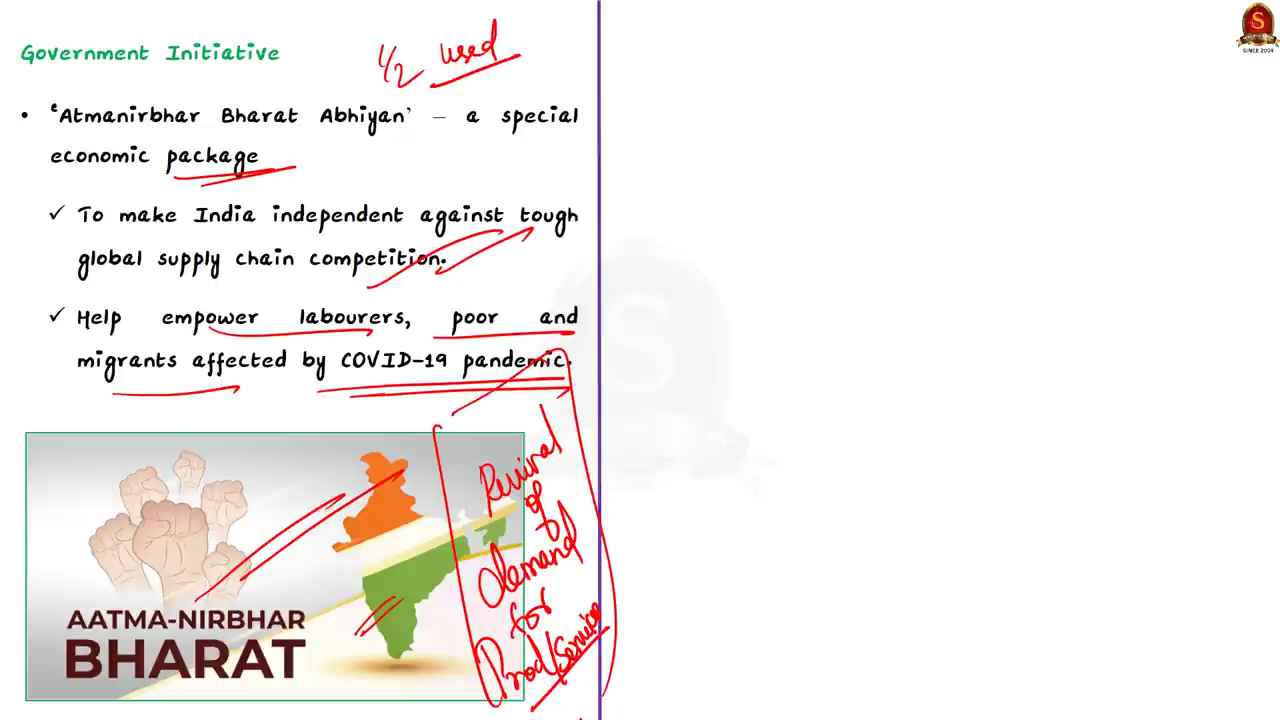 Government Initiative
1/2 used
• ‘Atmanirbhar Bharat Abhiyan’ – a special
economic package
✓ To make India independent against tough
global supply chain competition.
✓ Help empower labourers, poor and
migrants affected by COVID-19 pandemic.
Revival
of
demand
for
Prod/Service
AATMA-NIRBHAR
BHARAT
S
SINCE 2004